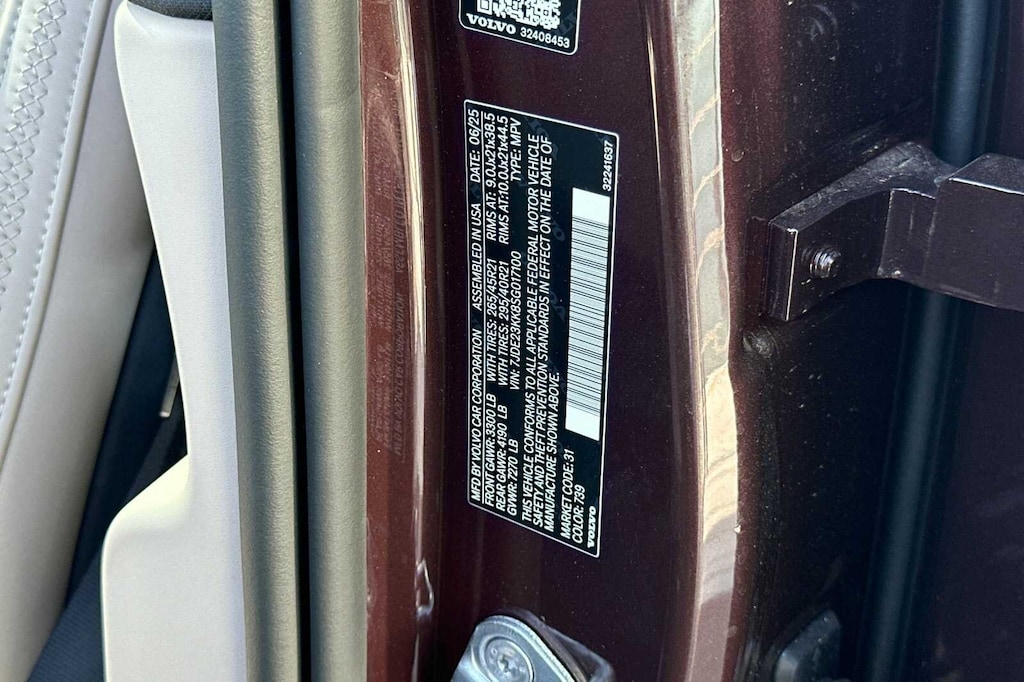 VOLVO 32408453
MFD BY VOLVO CAR CORPORATION ASSEMBLED IN USA DATE: 06/25
FRONT GAWR: 3300 LB WITH TIRES: 265/45R21 RIMS AT: 9.0Jx21x38.5
REAR GAWR: 4190 LB WITH TIRES: 295/40R21 RIMS AT: 10.0Jx21x44.5
GVWR: 7270 LB VIN: 7JDE23KK8SG017100 TYPE: MPV
THIS VEHICLE CONFORMS TO ALL APPLICABLE FEDERAL MOTOR VEHICLE
SAFETY AND THEFT PREVENTION STANDARDS IN EFFECT ON THE DATE OF
MANUFACTURE SHOWN ABOVE.
MARKET CODE: 31
COLOR: 739
VOLVO
32241637